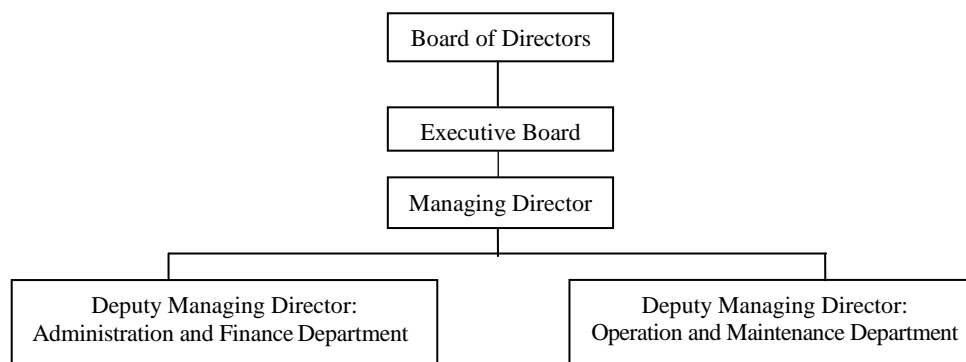 Board of Directors
Executive Board
Managing Director
Deputy Managing Director:
Administration and Finance Department
Deputy Managing Director:
Operation and Maintenance Department